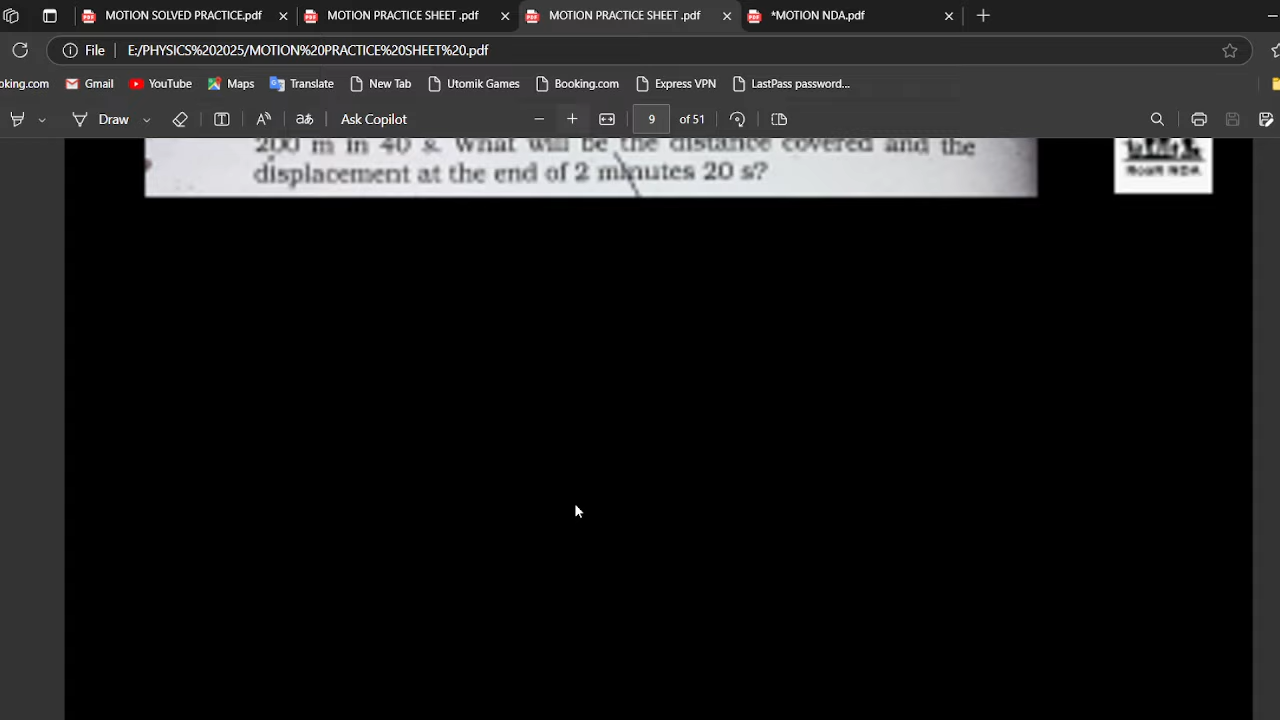 MOTION SOLVED PRACTICE.pdf
MOTION PRACTICE SHEET .pdf
MOTION PRACTICE SHEET .pdf
*MOTION NDA.pdf
File
E:/PHYSICS%202025/MOTION%20PRACTICE%20SHEET%20.pdf
oking.com
Gmail
YouTube
Maps
Translate
New Tab
Utomik Games
Booking.com
Express VPN
LastPass password...
Draw
Ask Copilot
9 of 51
200 m in 40 s. What will be the distance covered and the
displacement at the end of 2 minutes 20 s?
NDA